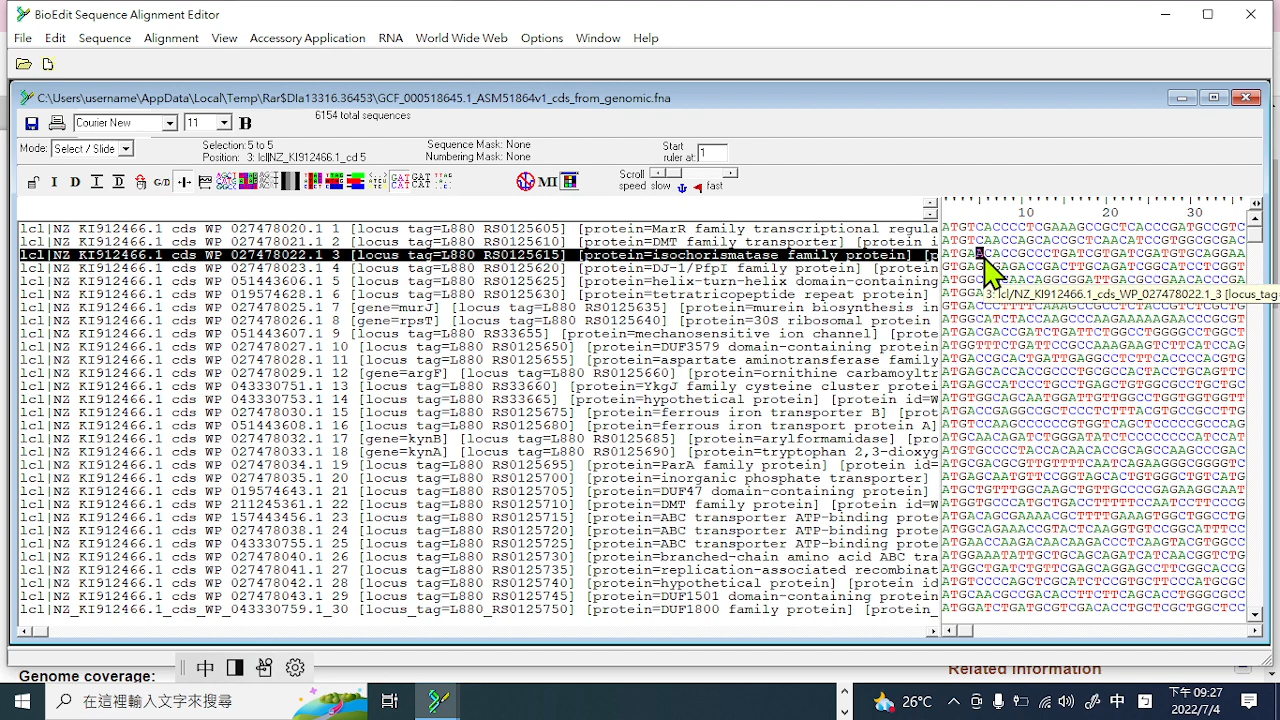 BioEdit Sequence Alignment Editor
File Edit Sequence Alignment View Accessory Application RNA World Wide Web Options Window Help
C:\Users\username\AppData\Local\Temp\Rar$DIa13316.36453\GCF_000518645.1_ASM51864v1_cds_from_genomic.fna
Courier New 11 B 6154 total sequences
Mode: Select / Slide Selection: 5 to 5 Sequence Mask: None Start
Position: 3: lcl|NZ_KI912466.1_cd 5 Numbering Mask: None ruler at: 1
I D I D G/D MI Scroll
speed slow fast
10 20 30
lcl|NZ KI912466.1 cds WP 027478020.1 1 [locus tag=L880 RS0125605] [protein=MarR family transcriptional regula ATGTCACCCCTCGAAAGCCGCTCACCCGATGCCGTC
lcl|NZ KI912466.1 cds WP 027478021.1 2 [locus tag=L880 RS0125610] [protein=DMT family transporter] [protein i ATGTCAACCAGCACCGCTCAACATCCGTGGCGCGAC
lcl|NZ KI912466.1 cds WP 027478022.1 3 [locus tag=L880 RS0125615] [protein=isochorismatase family protein] [p ATGAACACCGCCCTGATCGTGATCGATGTGCAGAAC
lcl|NZ KI912466.1 cds WP 027478023.1 4 [locus tag=L880 RS0125620] [protein=DJ-1/PfpI family protein] [protein
lcl|NZ KI912466.1 cds WP 051443606.1 5 [locus tag=L880 RS0125625] [protein=helix-turn-helix domain-containing
lcl|NZ KI912466.1 cds WP 019574628.1 6 [locus tag=L880 RS0125630] [protein=tetratricopeptide repeat protein] ATGGA
3: lcl|NZ_KI912466.1_cds_WP_027478022.1_3 [locus_tag
lcl|NZ KI912466.1 cds WP 027478025.1 7 [gene=murJ] [locus tag=L880 RS0125635] [protein=murein biosynthesis in
lcl|NZ KI912466.1 cds WP 027478026.1 8 [gene=rpsT] [locus tag=L880 RS0125640] [protein=30S ribosomal protein ATGGCATCTACCAAGCCCAAGAAAAAGAACCCGCGT
lcl|NZ KI912466.1 cds WP 051443607.1 9 [locus tag=L880 RS33655] [protein=mechanosensitive ion channel] [prote ATGACGACCGATCTGATTCTGGCCTGGGGCCTGGCT
lcl|NZ KI912466.1 cds WP 027478027.1 10 [locus tag=L880 RS0125650] [protein=DUF3579 domain-containing protein ATGGTTTCTGATTCCGCCAAAGAAGTCTTCATCCAG
lcl|NZ KI912466.1 cds WP 027478028.1 11 [locus tag=L880 RS0125655] [protein=aspartate aminotransferase family ATGACCGCACTGATTGAGGCCTCTTCACCCCACGTG
lcl|NZ KI912466.1 cds WP 027478029.1 12 [gene=argF] [locus tag=L880 RS0125660] [protein=ornithine carbamoyltr
lcl|NZ KI912466.1 cds WP 043330751.1 13 [locus tag=L880 RS33660] [protein=YkgJ family cysteine cluster protei ATGAGCCATCCCTGCCTGAGCTGTGGCGCCTGCTGC
lcl|NZ KI912466.1 cds WP 043330753.1 14 [locus tag=L880 RS33665] [protein=hypothetical protein] [protein id=W ATGTGGCAGCAATGGATTGTTGGCCTGGTGGTGGTT
lcl|NZ KI912466.1 cds WP 027478030.1 15 [locus tag=L880 RS0125675] [protein=ferrous iron transporter B] [prot ATGACCGAGGCCGCTCCCTCTTTACGTGCCGCCTTG
lcl|NZ KI912466.1 cds WP 051443608.1 16 [locus tag=L880 RS0125680] [protein=ferrous iron transport protein A]
lcl|NZ KI912466.1 cds WP 027478032.1 17 [gene=kynB] [locus tag=L880 RS0125685] [protein=arylformamidase] [pro ATGCAACAGATCTGGGATATCTCCCCCCCCATCCAT
lcl|NZ KI912466.1 cds WP 027478033.1 18 [gene=kynA] [locus tag=L880 RS0125690] [protein=tryptophan 2,3-dioxyg ATGTGCCCCTACCACAACACCGCAGCCAAGCCCGAC
lcl|NZ KI912466.1 cds WP 027478034.1 19 [locus tag=L880 RS0125695] [protein=ParA family protein] [protein id= ATGCGACGCGTTGTTTTCAATCAGAAGGGCGGGGTC
lcl|NZ KI912466.1 cds WP 027478035.1 20 [locus tag=L880 RS0125700] [protein=inorganic phosphate transporter]
lcl|NZ KI912466.1 cds WP 019574643.1 21 [locus tag=L880 RS0125705] [protein=DUF47 domain-containing protein] ATGCTGTTTGGCAAGCTGTTGCCCGAGAAGGCAAT
lcl|NZ KI912466.1 cds WP 211245361.1 22 [locus tag=L880 RS0125710] [protein=DMT family transporter] [protein
lcl|NZ KI912466.1 cds WP 157443456.1 23 [locus tag=L880 RS0125715] [protein=ABC transporter ATP-binding prote
lcl|NZ KI912466.1 cds WP 027478038.1 24 [locus tag=L880 RS0125720] [protein=ABC transporter ATP-binding prote ATGGCAGAAACCGTACTCAAGGTGTCCGGCATTTCC
lcl|NZ KI912466.1 cds WP 043330755.1 25 [locus tag=L880 RS0125725] [protein=ABC transporter ATP-binding prote
lcl|NZ KI912466.1 cds WP 027478040.1 26 [locus tag=L880 RS0125730] [protein=branched-chain amino acid ABC tra ATGGAAATATTGCTGCAGCAGATCATCAACGGTCTG
lcl|NZ KI912466.1 cds WP 027478041.1 27 [locus tag=L880 RS0125735] [protein=replication-associated recombinat
lcl|NZ KI912466.1 cds WP 027478042.1 28 [locus tag=L880 RS0125740] [protein=hypothetical protein] [protein id ATGTCCCCAGCTCGCATCTCCGTGCTTCCCATGCGC
lcl|NZ KI912466.1 cds WP 027478043.1 29 [locus tag=L880 RS0125745] [protein=DUF1501 domain-containing protein
lcl|NZ_KI912466.1_cds_WP_043330759.1_30 [locus_tag=L880_RS0125750] [protein=DUF1800 family protein] [protein_ ATGGATCTGATGCGTGACACCTGCTCGCTGGCTCC
Genome coverage: 中 Related Information
在這裡輸入文字來搜尋 26°C 中 下午 09:27
2022/7/4